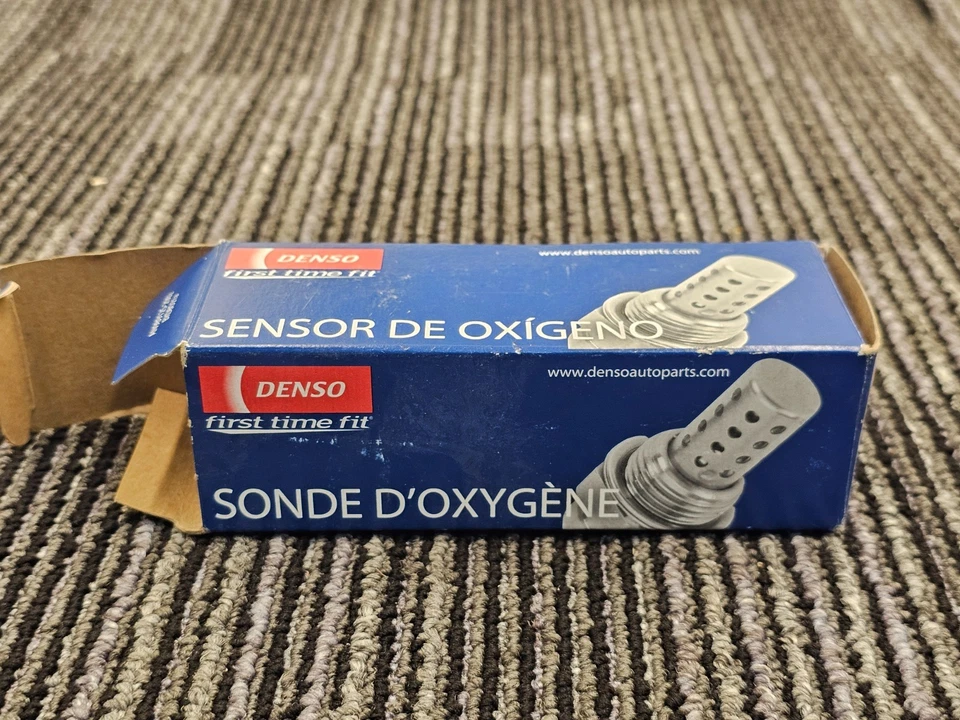 DENSO
first time fit
www.densoautoparts.com
SENSOR DE OXÍGENO
DENSO
first time fit®
www.densoautoparts.com
SONDE D'OXYGÈNE